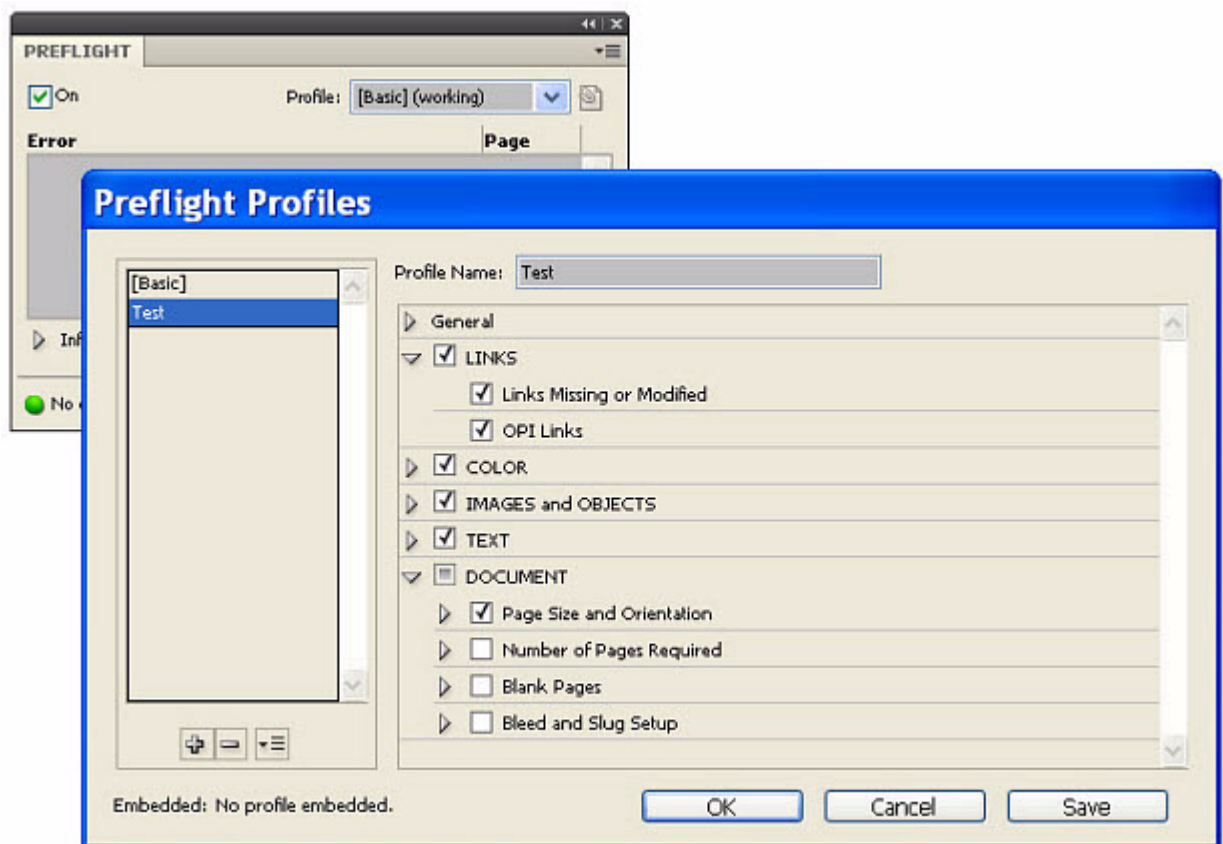 PREFLIGHT
On
Profile: [Basic] (working)
Error Page
Preflight Profiles
[Basic]
Test
Profile Name: Test
General
LINKS
Links Missing or Modified
OPI Links
COLOR
IMAGES and OBJECTS
TEXT
DOCUMENT
Page Size and Orientation
Number of Pages Required
Blank Pages
Bleed and Slug Setup
No
Embedded: No profile embedded.
OK Cancel Save